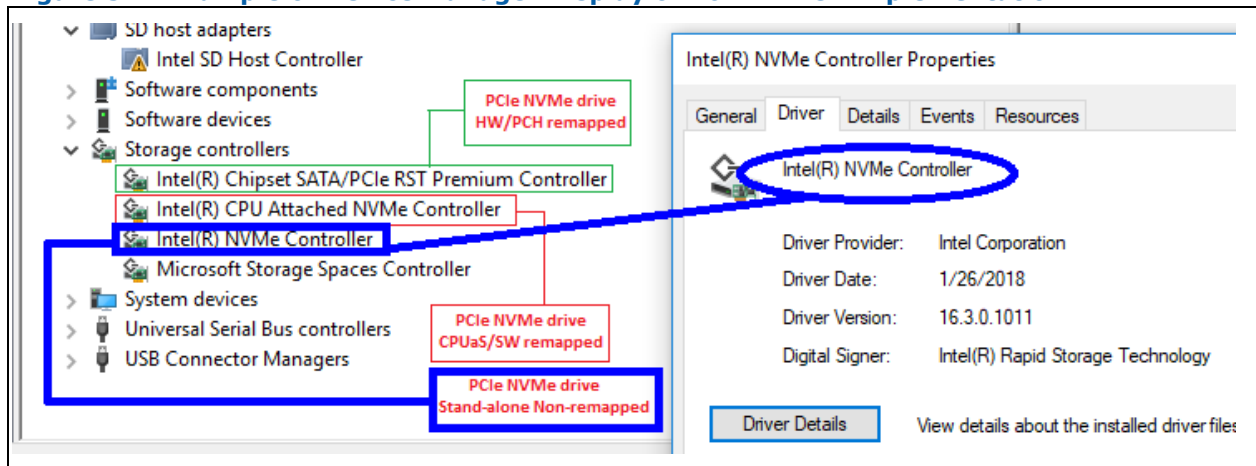 SD host adapters
Intel SD Host Controller
Software components
Software devices
Storage controllers
Intel(R) Chipset SATA/PCIe RST Premium Controller
Intel(R) CPU Attached NVMe Controller
Intel(R) NVMe Controller
Microsoft Storage Spaces Controller
System devices
Universal Serial Bus controllers
USB Connector Managers
PCIe NVMe drive
HW/PCH remapped
PCIe NVMe drive
CPUaS/SW remapped
PCIe NVMe drive
Stand-alone Non-remapped
Intel(R) NVMe Controller Properties
General Driver Details Events Resources
Intel(R) NVMe Controller
Driver Provider: Intel Corporation
Driver Date: 1/26/2018
Driver Version: 16.3.0.1011
Digital Signer: Intel(R) Rapid Storage Technology
Driver Details View details about the installed driver files